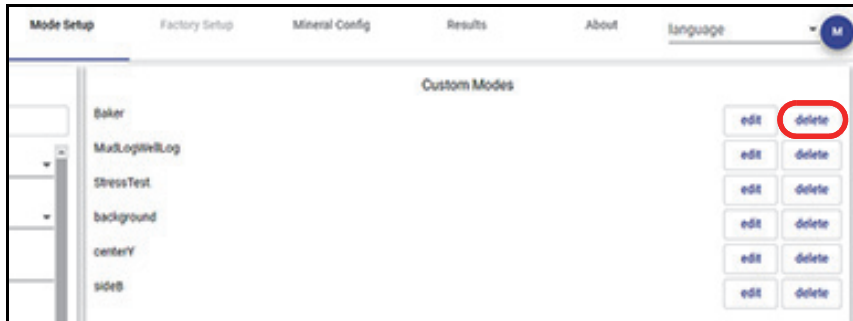 Mode Setup Factory Setup Mineral Config Results About language M
Custom Modes
Baker edit delete
MudLogWellLog edit delete
StressTest edit delete
background edit delete
centerY edit delete
sideB edit delete